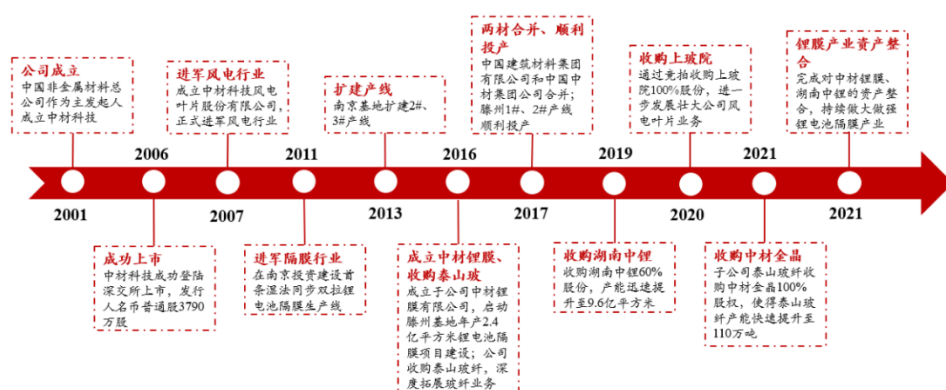 公司成立
中国非金属材料总
公司作为主发起人
成立中材科技
2001
2006
成功上市
中材科技成功登陆
深交所上市，发行
人名币普通股3790
万股
进军风电行业
成立中材科技风电
叶片股份有限公司，
正式进军风电行业
2007
2011
进军隔膜行业
在南京投资建设首
条湿法同步双拉锂
电池隔膜生产线
扩建产线
南京基地扩建2#、
3#产线
2013
2016
成立中材锂膜、
收购泰山玻
成立子公司中材锂
膜有限公司，启动
滕州基地年产2.4
亿平方米锂电池隔
膜项目建设；公司
收购泰山玻纤，深
度拓展玻纤业务
两材合并、顺利
投产
中国建筑材料集团
有限公司和中国中
材集团公司合并；
滕州1#、2#产线
顺利投产
2017
2019
收购湖南中锂
收购湖南中锂60%
股份，产能迅速提
升至9.6亿平方米
收购上玻院
通过竞拍收购上玻
院100%股份，进一
步发展壮大公司风
电叶片业务
2020
2021
收购中材金晶
子公司泰山玻纤收
购中材金晶100%
股权，使得泰山玻
纤产能快速提升至
110万吨
锂膜产业资产整
合
完成对中材锂膜、
湖南中锂的资产整
合，持续做大做强
锂电池隔膜产业
2021